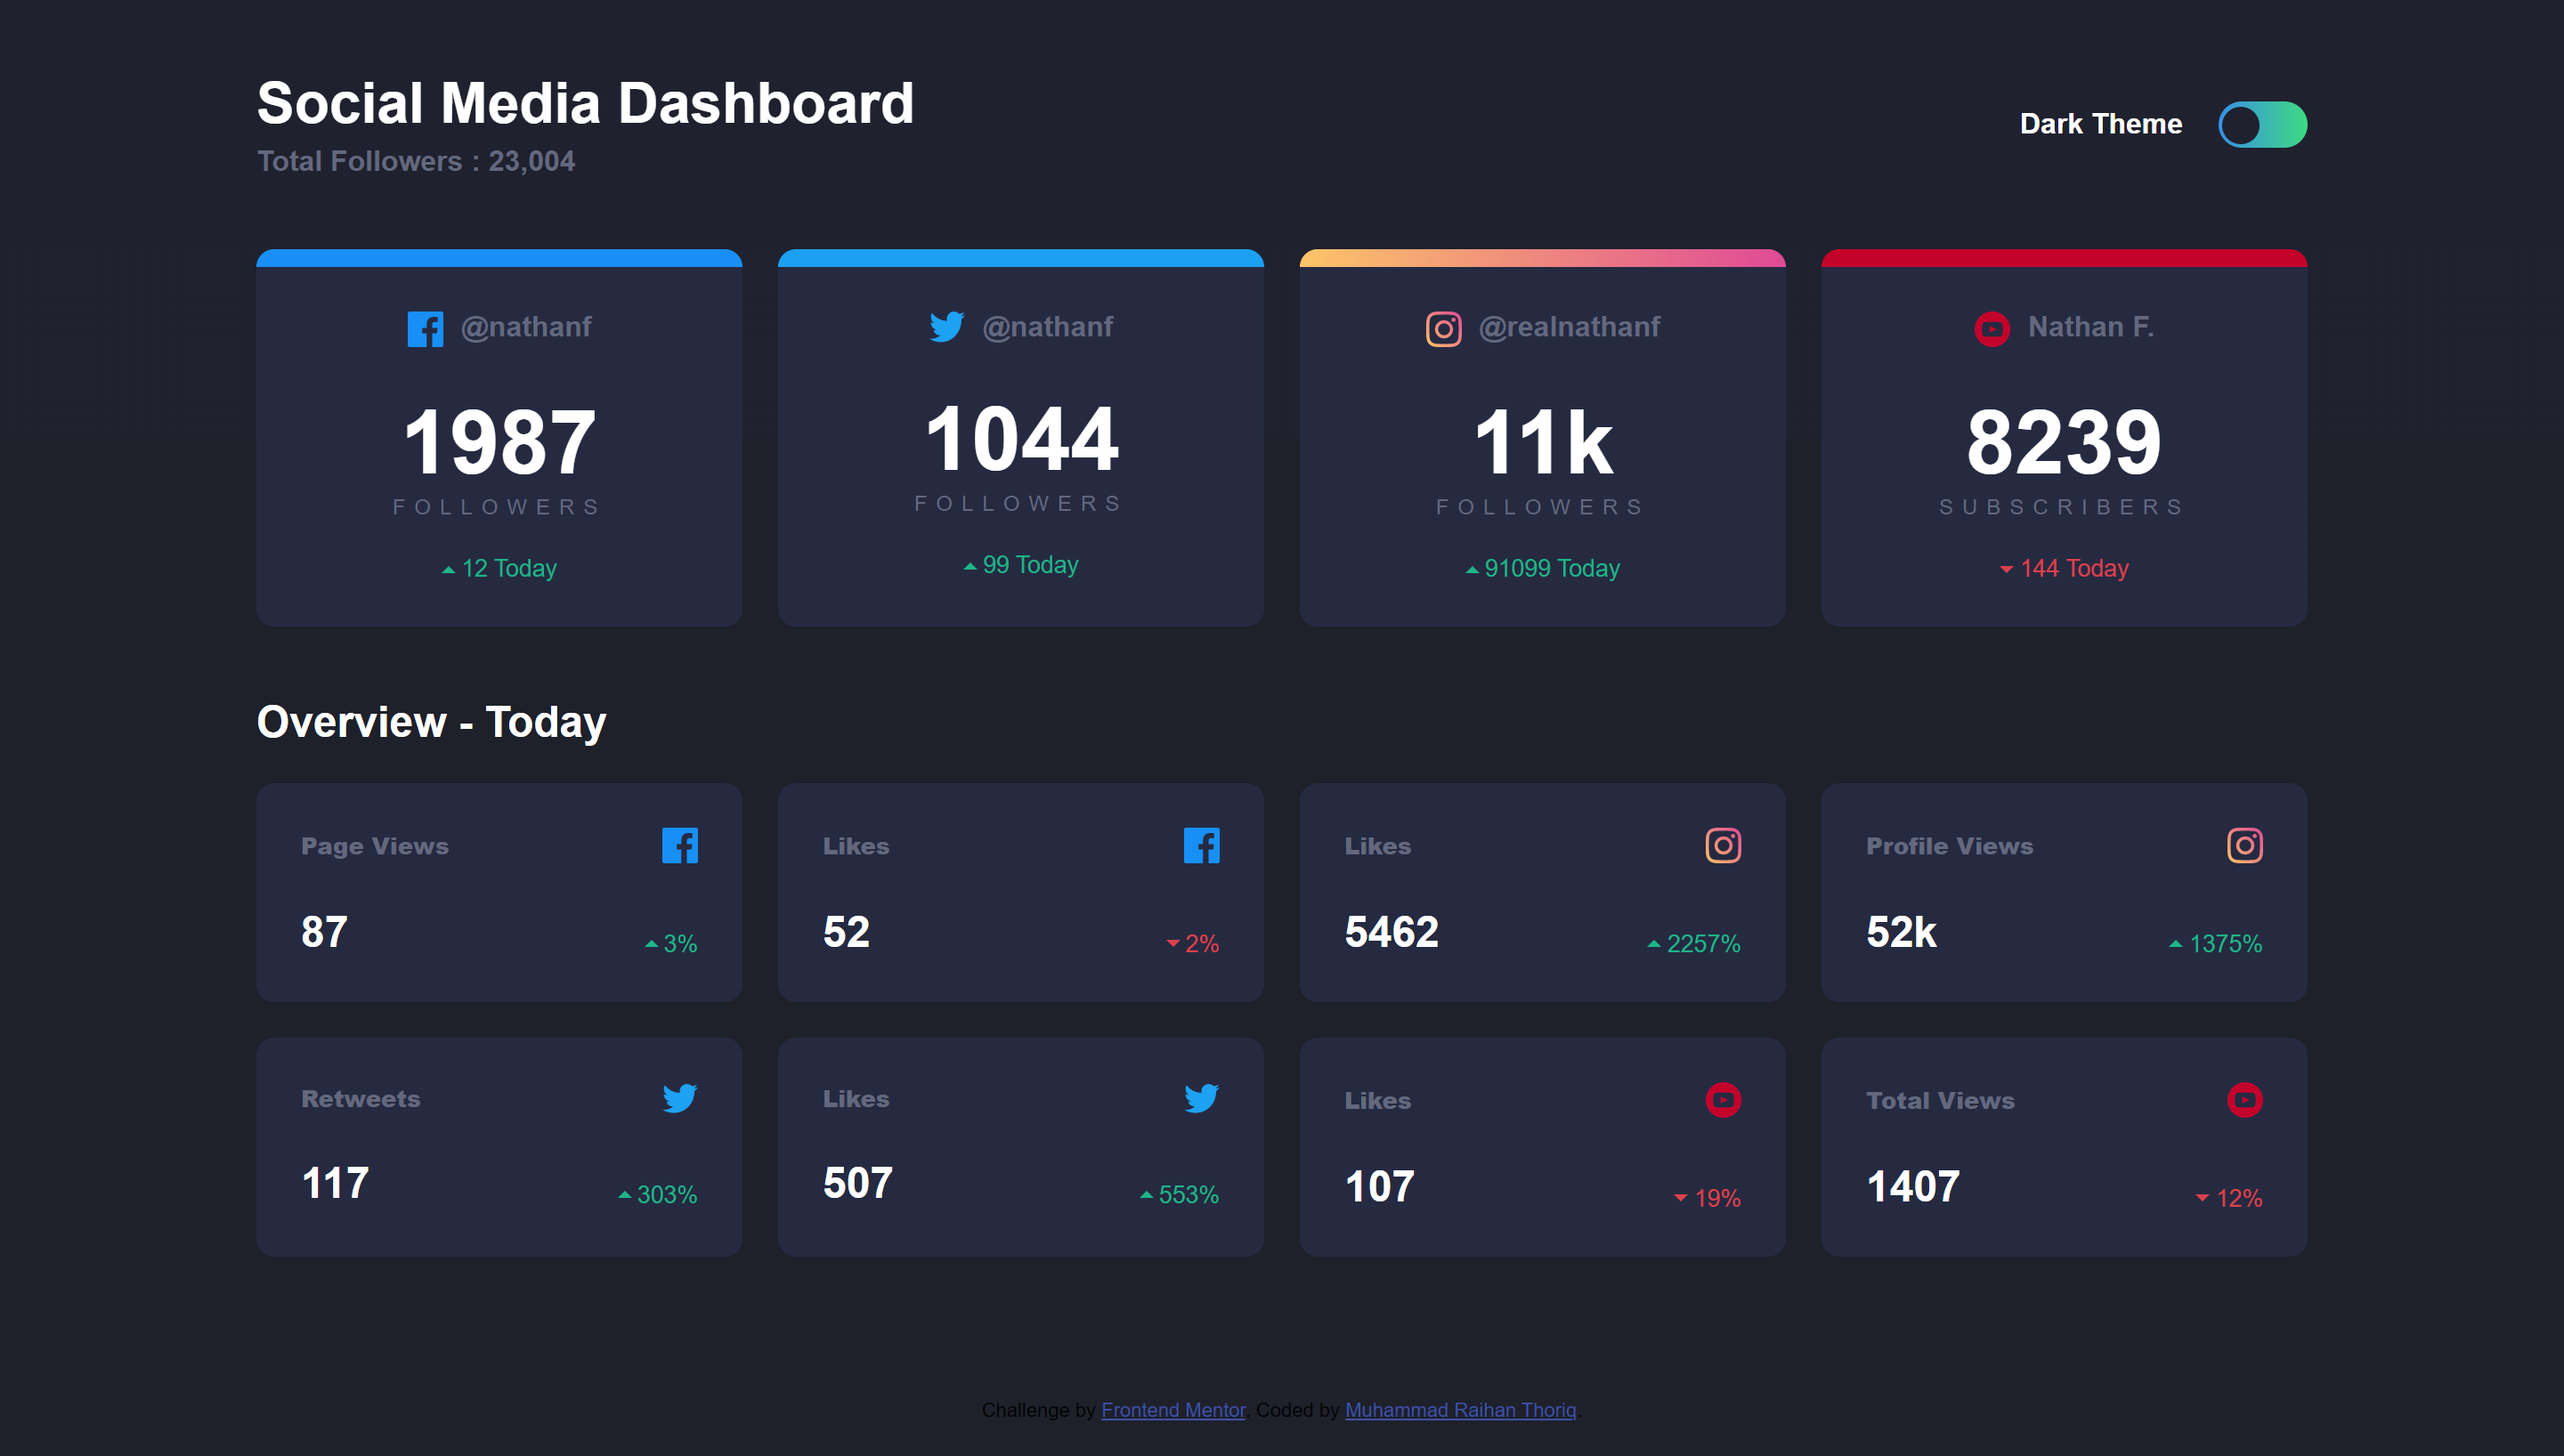 Social Media Dashboard
Total Followers : 23,004
Dark Theme
@nathanf
1987
FOLLOWERS
12 Today
@nathanf
1044
FOLLOWERS
99 Today
@realnathanf
11k
FOLLOWERS
91099 Today
Nathan F.
8239
SUBSCRIBERS
144 Today
Overview - Today
Page Views
87
3%
Likes
52
2%
Likes
5462
2257%
Profile Views
52k
1375%
Retweets
117
303%
Likes
507
553%
Likes
107
19%
Total Views
1407
12%
Challenge by Frontend Mentor. Coded by Muhammad Raihan Thoriq.